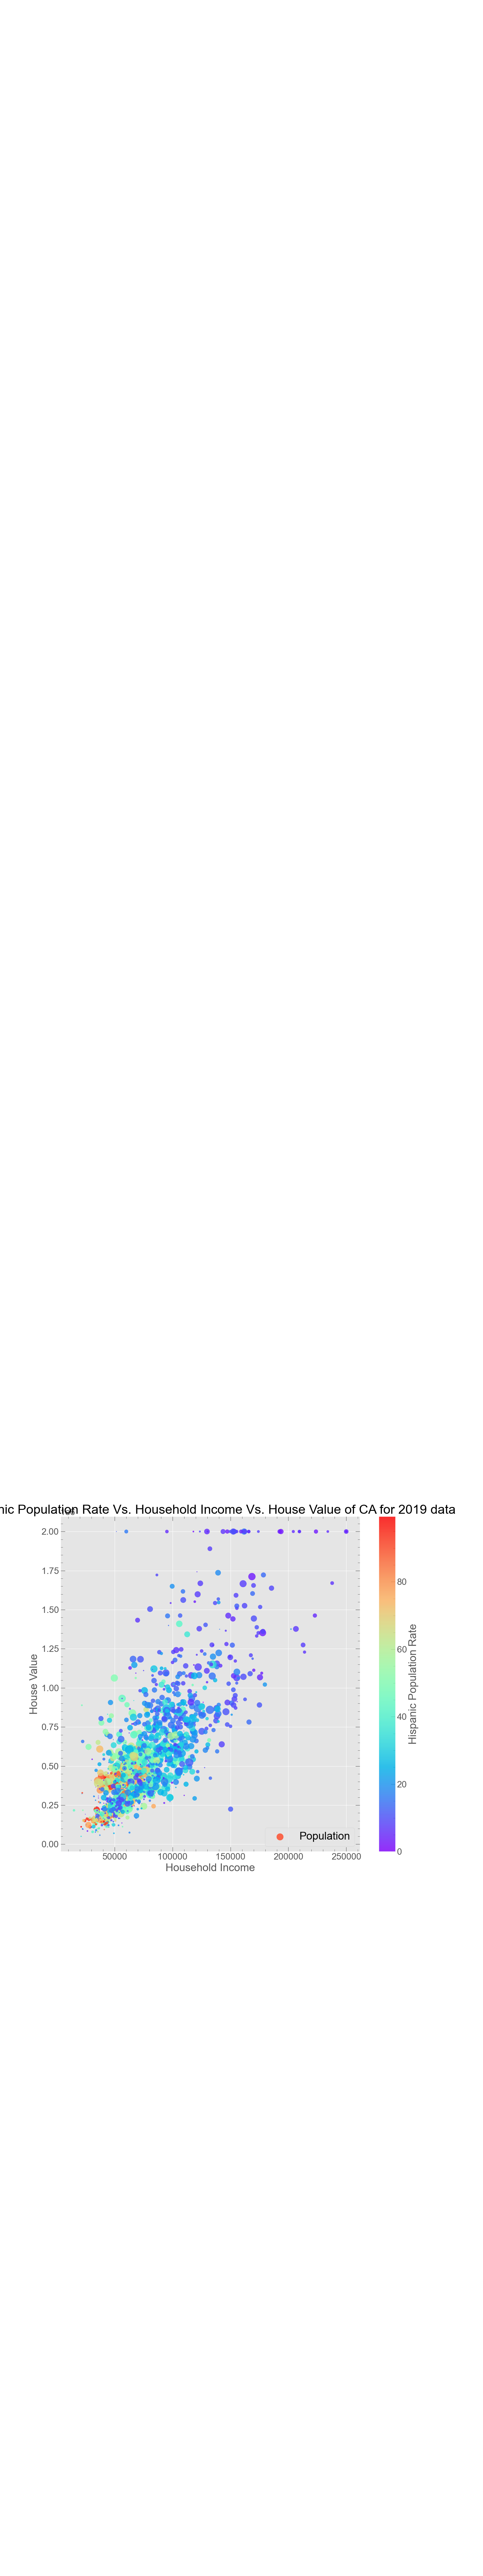 Population Rate Vs. Household Income Vs. House Value of CA for 2019 data
2.00
1.75
1.50
1.25
1.00
0.75
0.50
0.25
0.00
House Value
50000 100000 150000 200000 250000
Household Income
Population
80
60
40
20
0
Hispanic Population Rate